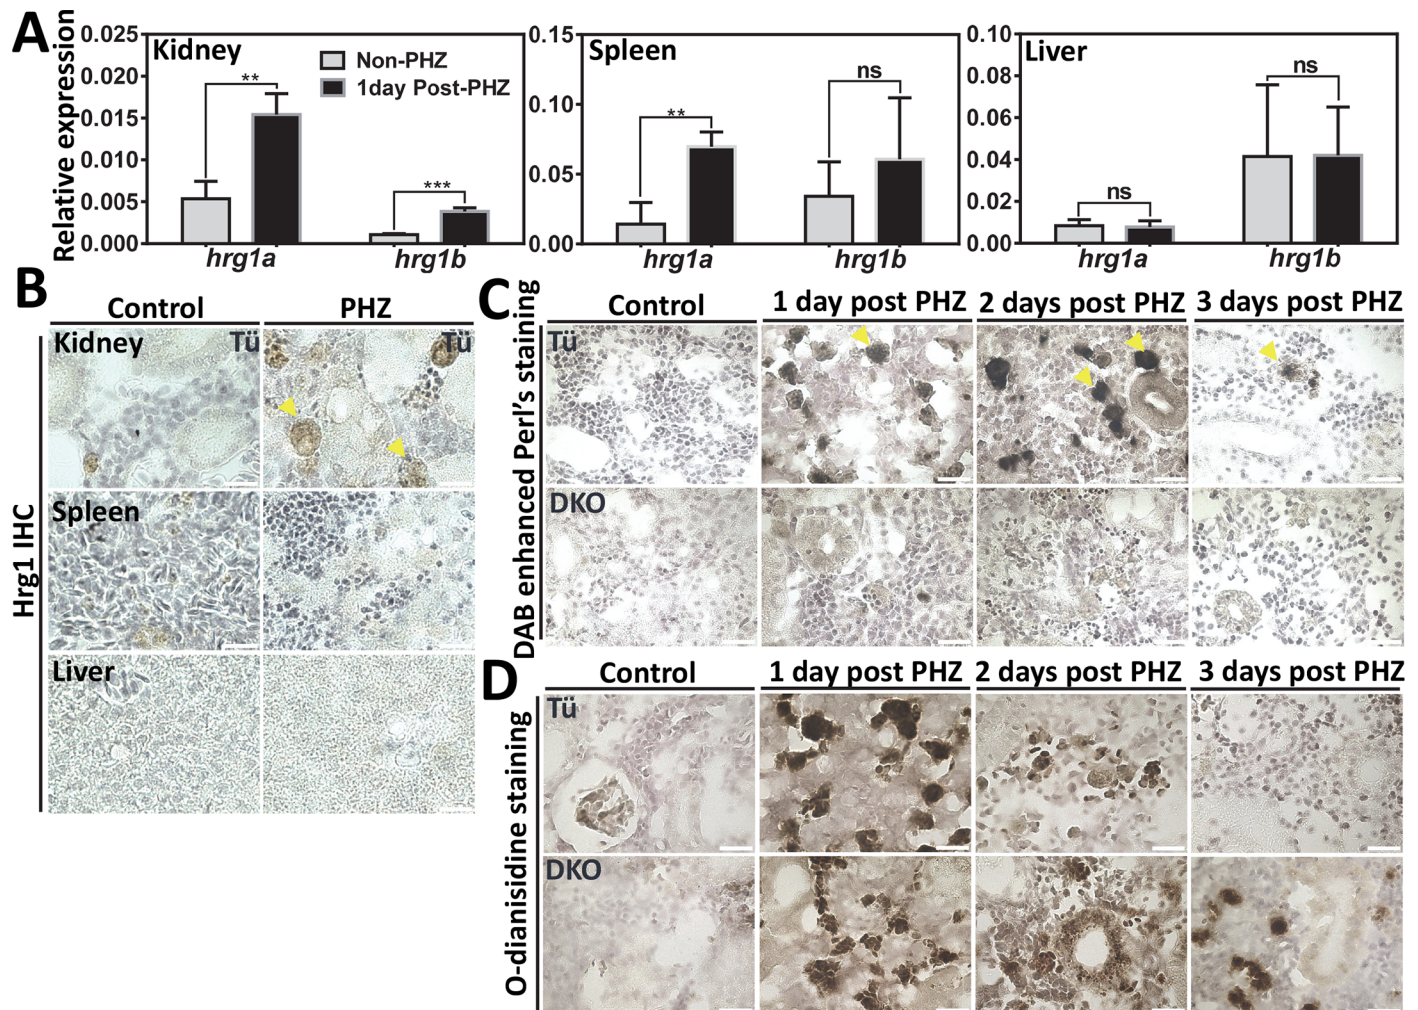 A
Relative expression
Kidney
0.025
0.020
0.015
0.010
0.005
0.000
Non-PHZ
1day Post-PHZ
**
***
hrg1a
hrg1b
Spleen
0.15
0.10
0.05
0.00
**
ns
hrg1a
hrg1b
Liver
0.10
0.08
0.06
0.04
0.02
0.00
ns
ns
hrg1a
hrg1b
B
Control
PHZ
Hrg1 IHC
Kidney
Tü
Tü
Spleen
Liver
C
Control
1 day post PHZ
2 days post PHZ
3 days post PHZ
DAB enhanced Perl's staining
Tü
DKO
D
Control
1 day post PHZ
2 days post PHZ
3 days post PHZ
O-dianisidine staining
Tü
DKO